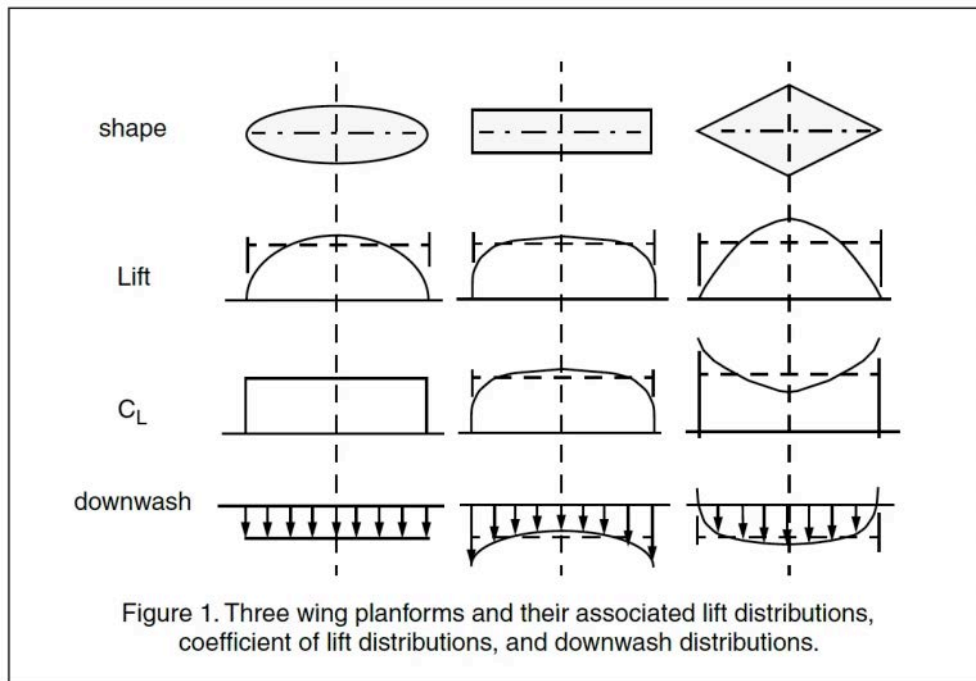 shape
Lift
C_L
downwash
Figure 1. Three wing planforms and their associated lift distributions,
coefficient of lift distributions, and downwash distributions.